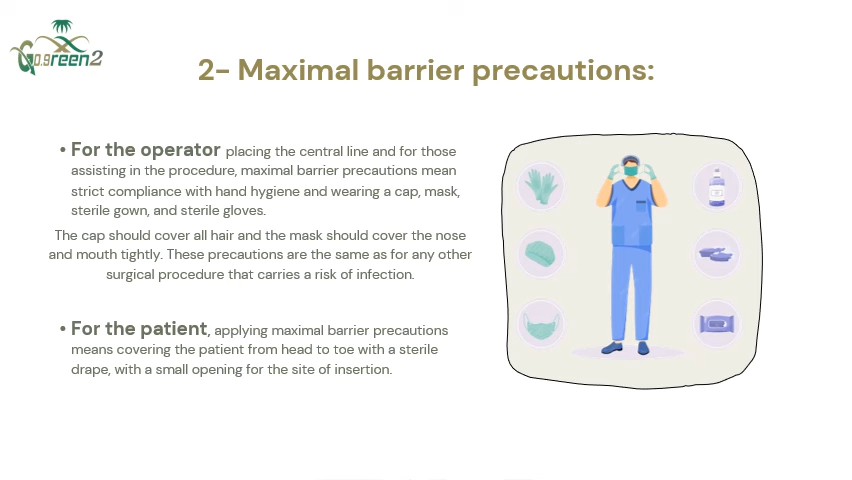 Go.green2
2- Maximal barrier precautions:
• For the operator placing the central line and for those
assisting in the procedure, maximal barrier precautions mean
strict compliance with hand hygiene and wearing a cap, mask,
sterile gown, and sterile gloves.
The cap should cover all hair and the mask should cover the nose
and mouth tightly. These precautions are the same as for any other
surgical procedure that carries a risk of infection.
• For the patient, applying maximal barrier precautions
means covering the patient from head to toe with a sterile
drape, with a small opening for the site of insertion.